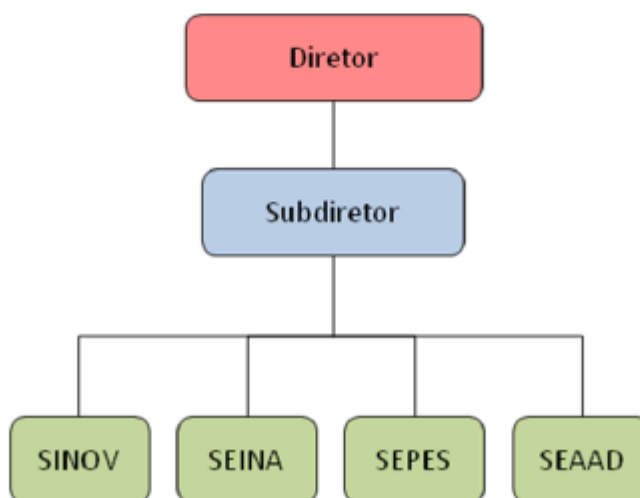 Diretor
Subdiretor
SINOV
SEINA
SEPES
SEAAD